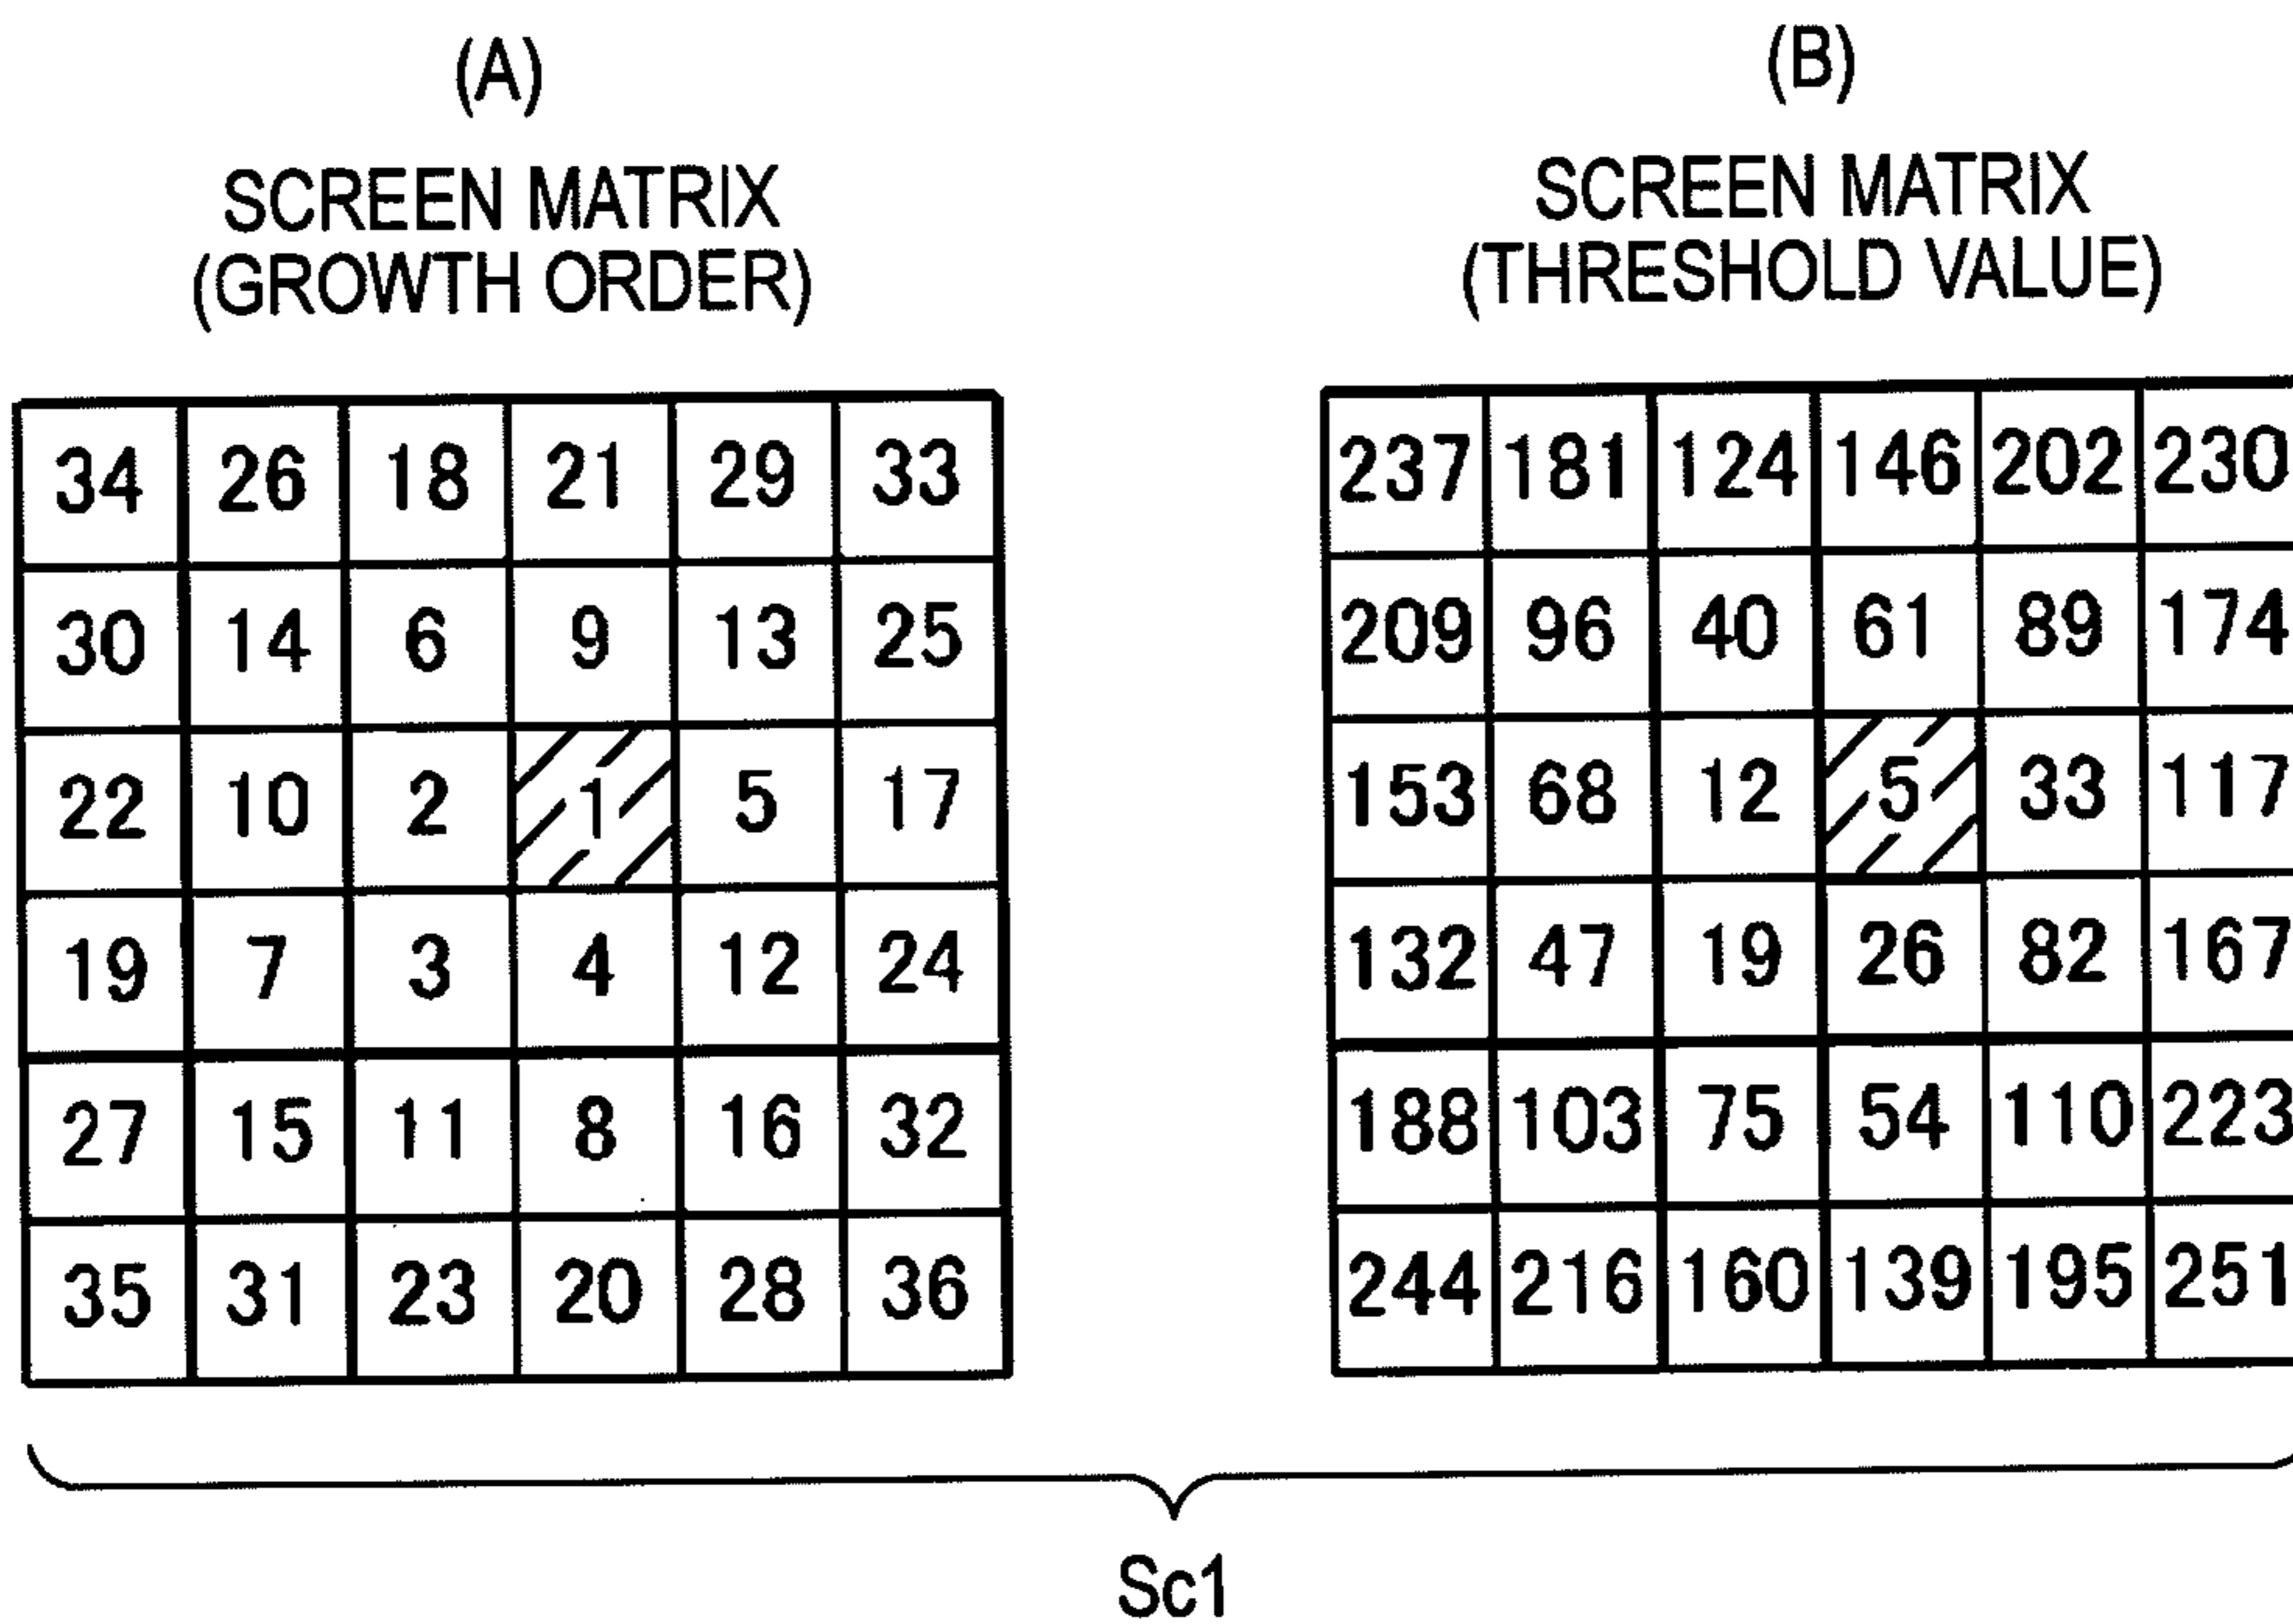 (A)
SCREEN MATRIX
(GROWTH ORDER)
34 26 18 21 29 33
30 14 6 9 13 25
22 10 2 1 5 17
19 7 3 4 12 24
27 15 11 8 16 32
35 31 23 20 28 36
(B)
SCREEN MATRIX
(THRESHOLD VALUE)
237 181 124 146 202 230
209 96 40 61 89 174
153 68 12 5 33 117
132 47 19 26 82 167
188 103 75 54 110 223
244 216 160 139 195 251
Sc1